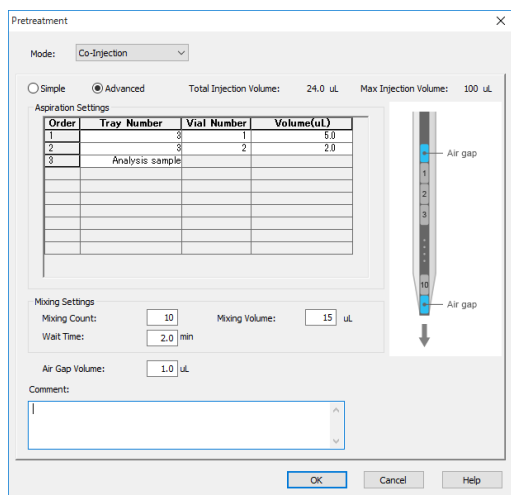 Pretreatment
Mode: Co-Injection
Simple Advanced Total Injection Volume: 24.0 uL Max Injection Volume: 100 uL
Aspiration Settings
Order Tray Number Vial Number Volume(uL)
1 3 1 5.0
2 3 2 2.0
3 Analysis sample
Air gap
1
2
3
10
Air gap
Mixing Settings
Mixing Count: 10 Mixing Volume: 15 uL
Wait Time: 2.0 min
Air Gap Volume: 1.0 uL
Comment:
OK Cancel Help